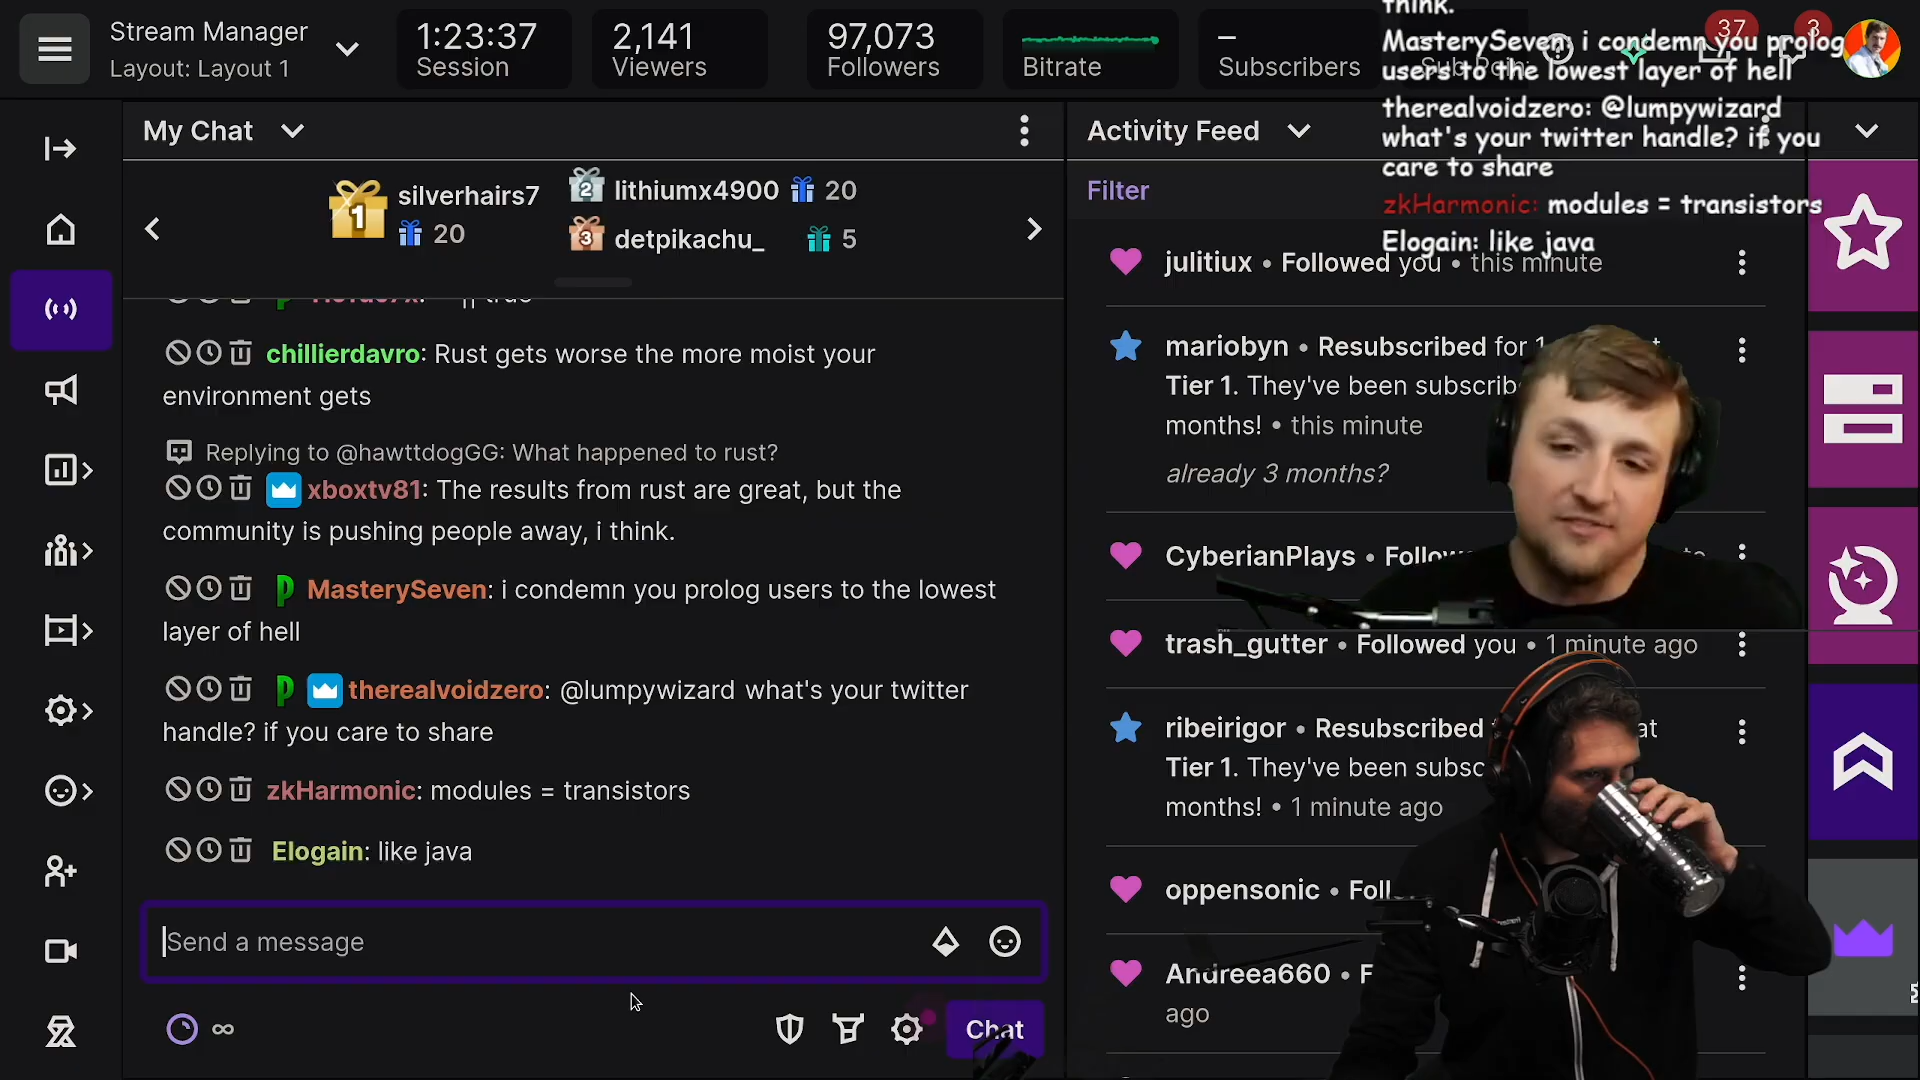 Stream Manager
Layout: Layout 1
1:23:37
Session
2,141
Viewers
97,073
Followers
Bitrate
–
Subscribers
37
3
think.
MasterySeven: i condemn you prolog
users to the lowest layer of hell
therealvoidzero: @lumpywizard
what's your twitter handle? if you
care to share
zkHarmonic: modules = transistors
Elogain: like java
My Chat
1
silverhairs7
20
2
lithiumx4900
20
3
detpikachu_
5
true
chillierdavro: Rust gets worse the more moist your
environment gets
Replying to @hawttdogGG: What happened to rust?
xboxtv81: The results from rust are great, but the
community is pushing people away, i think.
MasterySeven: i condemn you prolog users to the lowest
layer of hell
therealvoidzero: @lumpywizard what's your twitter
handle? if you care to share
zkHarmonic: modules = transistors
Elogain: like java
Send a message
∞
Chat
Activity Feed
Filter
julitiux • Followed you • this minute
mariobyn • Resubscribed for
Tier 1. They've been
months! • this minute
already 3 months?
CyberianPlays •
trash_gutter • Followed you • 1 minute ago
ribeirigor • Resubscribed
Tier 1. They've been
months! • 1 minute ago
oppensonic •
Andreea660 •
ago